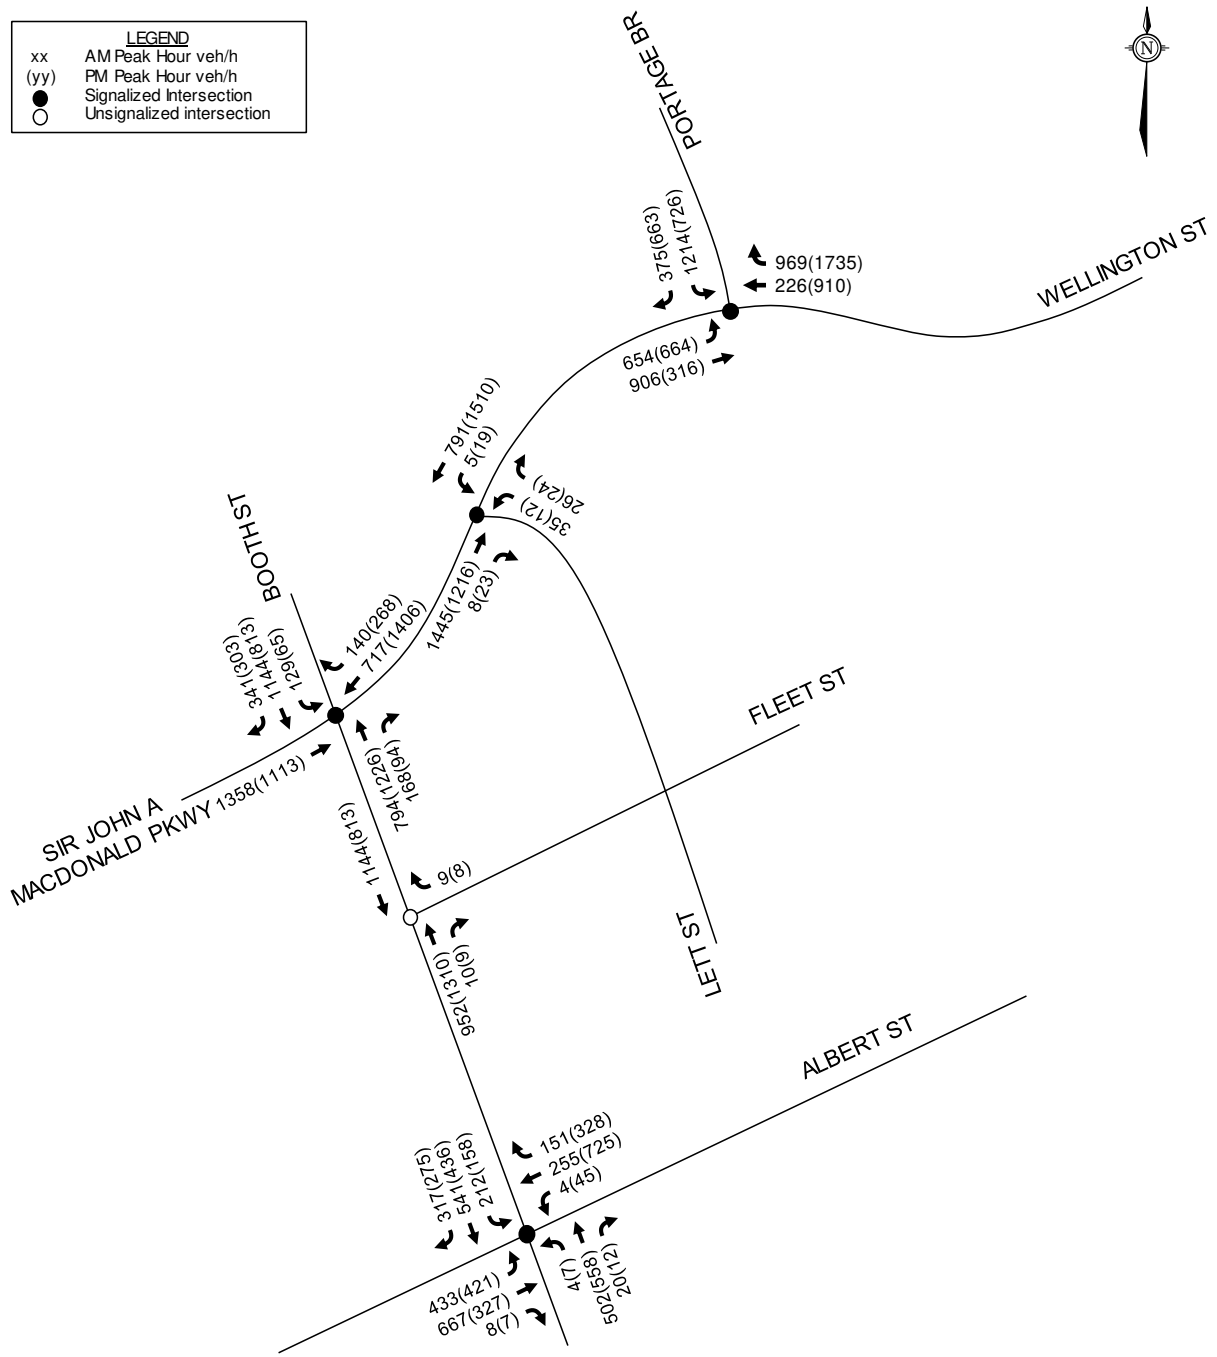 LEGEND
xx AM Peak Hour veh/h
(yy) PM Peak Hour veh/h
Signalized Intersection
Unsignalized intersection
N
PORTAGE BR
WELLINGTON ST
375(663)
1214(726)
969(1735)
226(910)
654(664)
906(316)
791(1510)
5(19)
26(24)
35(12)
1445(1216)
8(23)
BOOTH ST
341(303)
1144(813)
129(65)
140(268)
717(1406)
SIR JOHN A
MACDONALD PKWY
1358(1113)
794(1226)
168(94)
FLEET ST
1144(813)
9(8)
952(1310)
10(9)
LETT ST
ALBERT ST
317(275)
541(436)
212(158)
151(328)
255(725)
4(45)
433(421)
667(327)
8(7)
4(7)
502(558)
20(12)